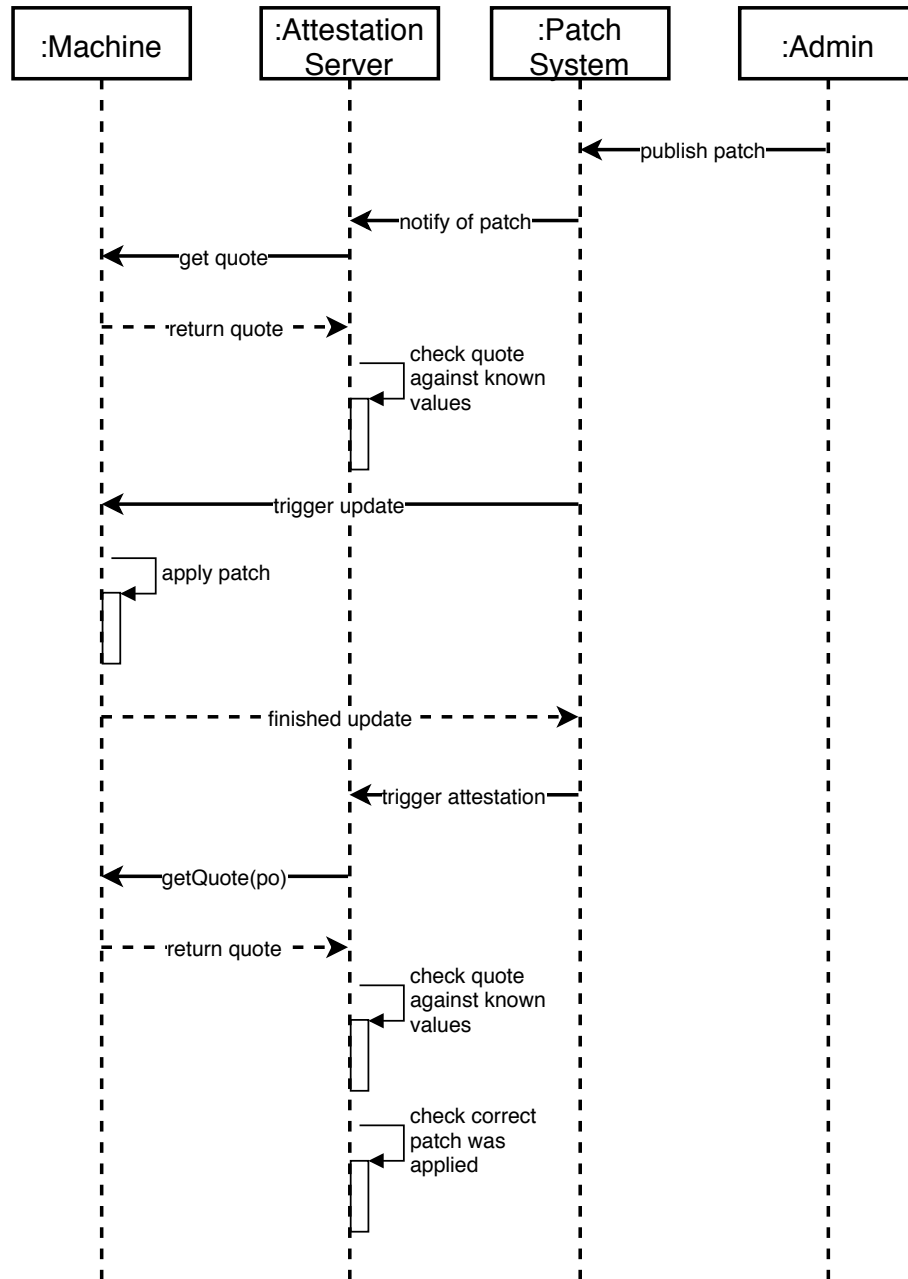 :Machine
:Attestation
Server
:Patch
System
:Admin
publish patch
notify of patch
get quote
return quote
check quote
against known
values
trigger update
apply patch
finished update
trigger attestation
getQuote(po)
return quote
check quote
against known
values
check correct
patch was
applied